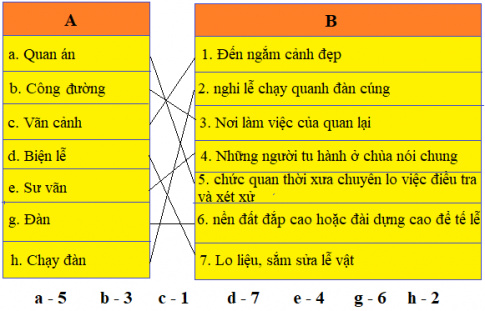 A
B
a. Quan án
1. Đến ngắm cảnh đẹp
b. Công đường
2. nghi lễ chạy quanh đàn cúng
c. Vãn cảnh
3. Nơi làm việc của quan lại
d. Biện lễ
4. Những người tu hành ở chùa nói chung
e. Sư vãn
5. chức quan thời xưa chuyên lo việc điều tra
và xét xử
g. Đàn
6. nền đất đắp cao hoặc đài dựng cao để tế lễ
h. Chạy đàn
7. Lo liệu, sắm sửa lễ vật
a - 5 b - 3 c - 1 d - 7 e - 4 g - 6 h - 2